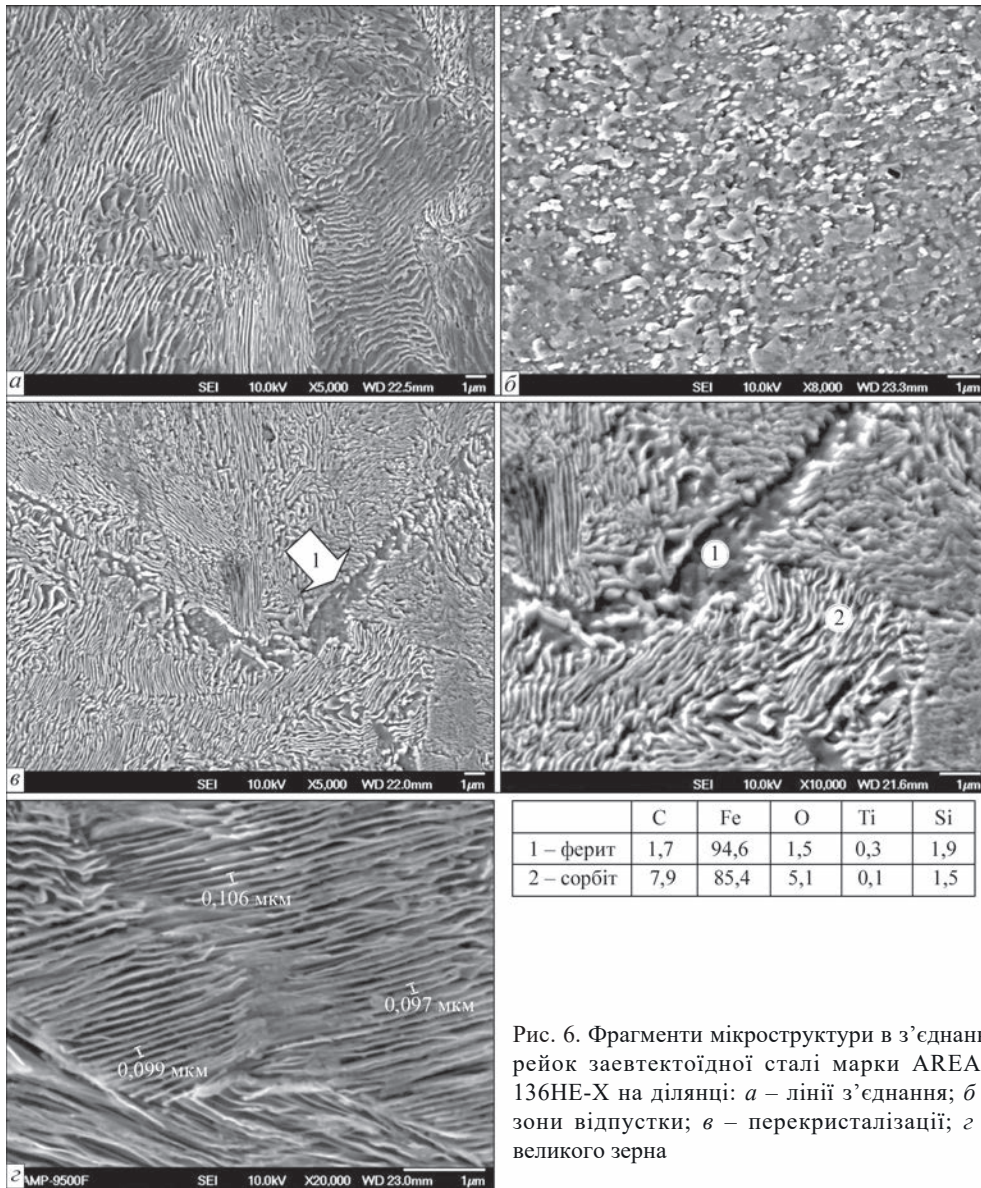 а SEI 10.0kV X5,000 WD 22.5mm 1µm
б SEI 10.0kV X8,000 WD 23.3mm 1µm
1
в SEI 10.0kV X5,000 WD 22.0mm 1µm
1
2
SEI 10.0kV X10,000 WD 21.6mm 1µm
0,106 мкм
0,097 мкм
0,099 мкм
г AMP-9500F SEI 10.0kV X20,000 WD 23.0mm 1µm
C Fe O Ti Si
1 – ферит 1,7 94,6 1,5 0,3 1,9
2 – сорбіт 7,9 85,4 5,1 0,1 1,5
Рис. 6. Фрагменти мікроструктури в з’єднан
рейок заевтектоїдної сталі марки AREA
136HE-X на ділянці: а – лінії з’єднання; б
зони відпустки; в – перекристалізації; г
великого зерна